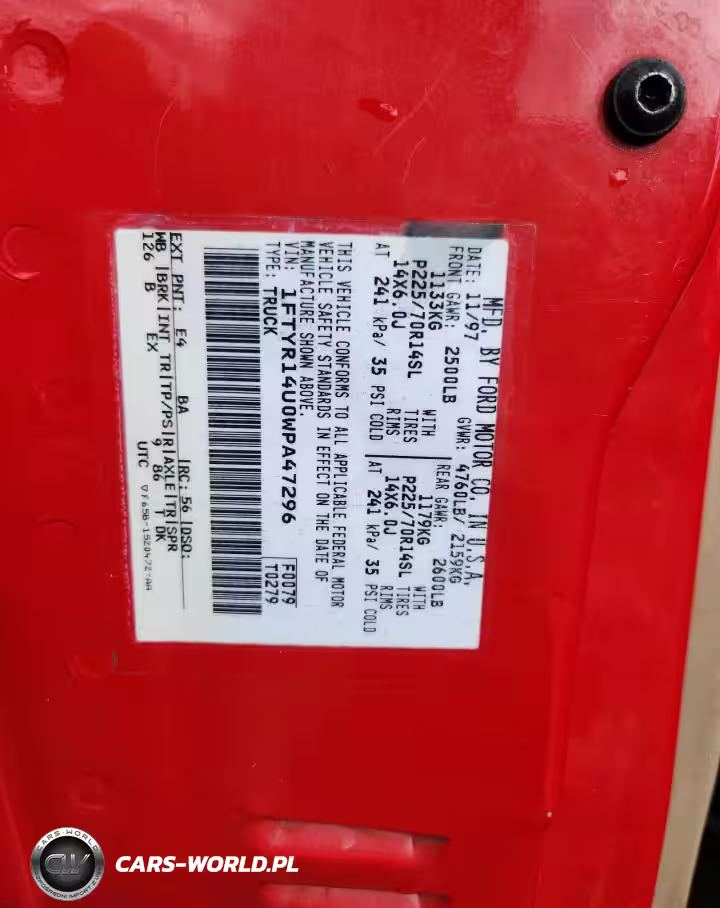 MFD. BY FORD MOTOR CO. IN U.S.A.
DATE: 11/97 GVWR: 4760LB/ 2159KG
FRONT GAWR: 2500LB REAR GAWR: 2600LB
1133KG WITH 1179KG WITH
P225/70R14SL TIRES P225/70R14SL TIRES
14X6.0J RIMS 14X6.0J RIMS
AT 241 kPa/ 35 PSI COLD AT 241 kPa/ 35 PSI COLD
THIS VEHICLE CONFORMS TO ALL APPLICABLE FEDERAL MOTOR
VEHICLE SAFETY STANDARDS IN EFFECT ON THE DATE OF
MANUFACTURE SHOWN ABOVE.
VIN: 1FTYR14U0WPA47296 F0079
TYPE: TRUCK T0279
EXT PNT: E4 BA RC: 56 DSO:
WB BRK INT TR TP/PS R AXLE TR SPR
126 B EX 9 86 T DK
UTC
CARS-WORLD
CW
CARS-WORLD.PL